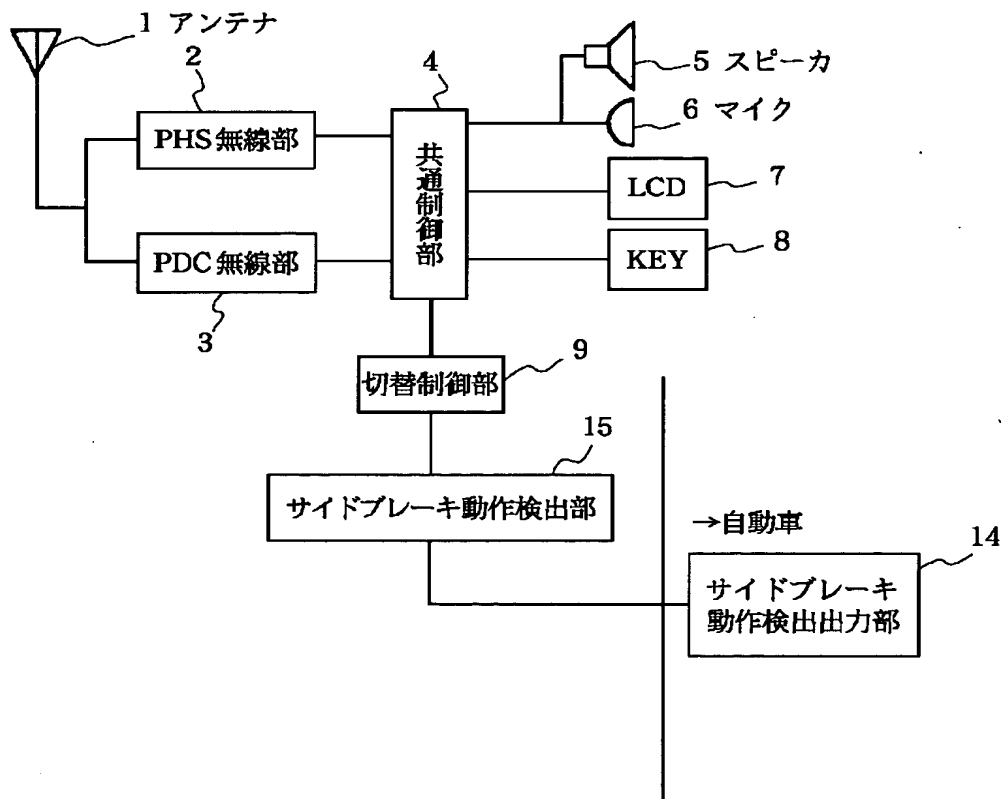 1 アンテナ
2
PHS無線部
PDC無線部
3
4
共通制御部
5 スピーカ
6 マイク
LCD
7
KEY
8
切替制御部
9
サイドブレーキ動作検出部
15
→自動車
サイドブレーキ
動作検出出力部
14